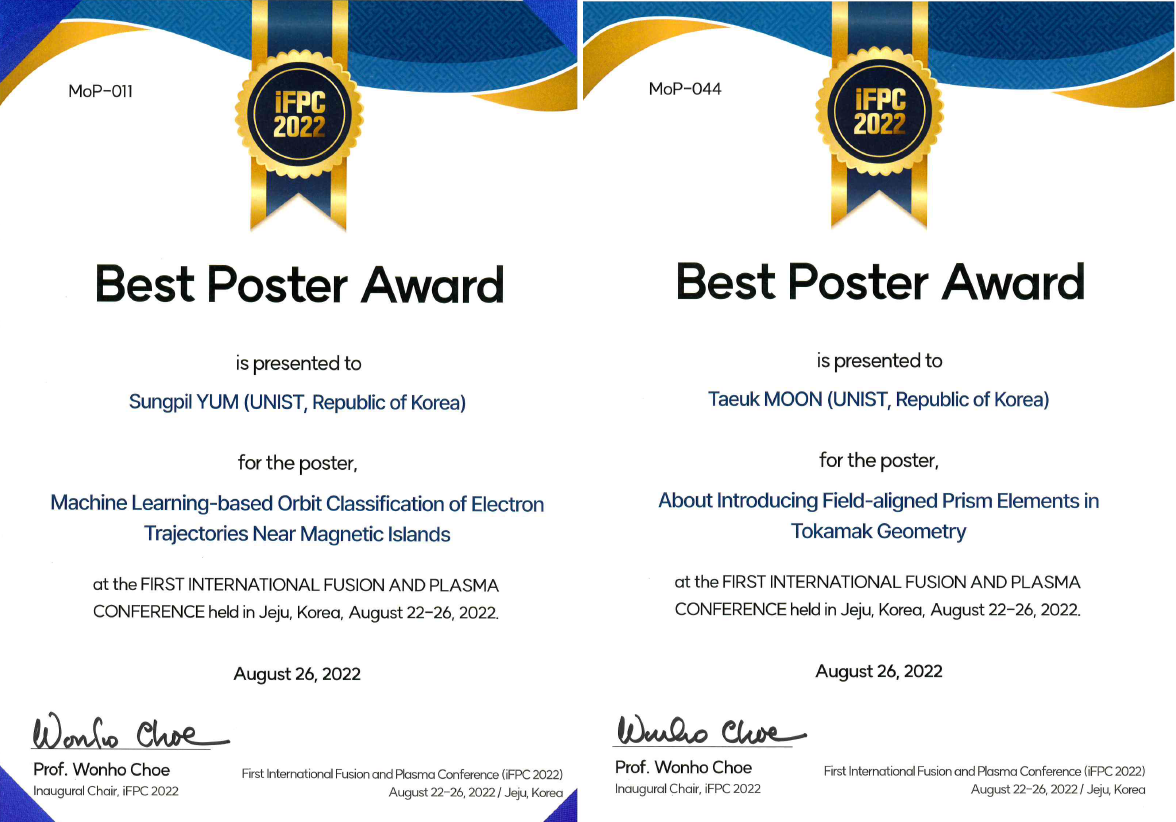 MoP-011
iFPC
2022
Best Poster Award
is presented to
Sungpil YUM (UNIST, Republic of Korea)
for the poster,
Machine Learning-based Orbit Classification of Electron
Trajectories Near Magnetic Islands
at the FIRST INTERNATIONAL FUSION AND PLASMA
CONFERENCE held in Jeju, Korea, August 22-26, 2022.
August 26, 2022
Wonho Choe
Prof. Wonho Choe
Inaugural Chair, iFPC 2022
First International Fusion and Plasma Conference (iFPC 2022)
August 22-26, 2022 / Jeju, Korea
MoP-044
iFPC
2022
Best Poster Award
is presented to
Taeuk MOON (UNIST, Republic of Korea)
for the poster,
About Introducing Field-aligned Prism Elements in
Tokamak Geometry
at the FIRST INTERNATIONAL FUSION AND PLASMA
CONFERENCE held in Jeju, Korea, August 22-26, 2022.
August 26, 2022
Wonho Choe
Prof. Wonho Choe
Inaugural Chair, iFPC 2022
First International Fusion and Plasma Conference (iFPC 2022)
August 22-26, 2022 / Jeju, Korea